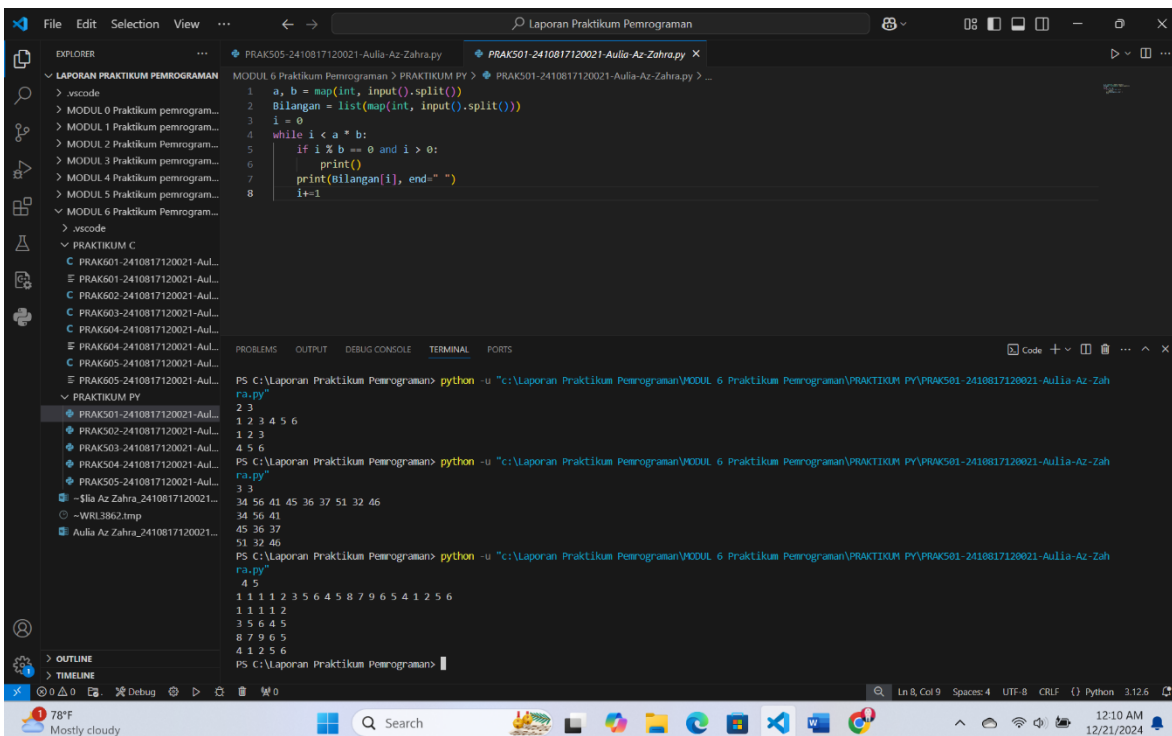 File Edit Selection View ··· Laporan Praktikum Pemrograman
EXPLORER ···
LAPORAN PRAKTIKUM PEMROGRAMAN
.vscode
MODUL 0 Praktikum pemrogram...
MODUL 1 Praktikum Pemrogram...
MODUL 2 Praktikum Pemrogram...
MODUL 3 Praktikum pemrogram...
MODUL 4 Praktikum Pemrogram...
MODUL 5 Praktikum pemrogram...
MODUL 6 Praktikum Pemrogram...
.vscode
PRAKTIKUM C
C PRAK601-2410817120021-Aul...
PRAK601-2410817120021-Aul...
C PRAK602-2410817120021-Aul...
C PRAK603-2410817120021-Aul...
C PRAK604-2410817120021-Aul...
PRAK604-2410817120021-Aul...
C PRAK605-2410817120021-Aul...
PRAK605-2410817120021-Aul...
PRAKTIKUM PY
PRAK501-2410817120021-Aul...
PRAK502-2410817120021-Aul...
PRAK503-2410817120021-Aul...
PRAK504-2410817120021-Aul...
PRAK505-2410817120021-Aul...
~$lia Az Zahra_2410817120021...
~WRL3862.tmp
Aulia Az Zahra_2410817120021...
OUTLINE
TIMELINE
PRAK505-2410817120021-Aulia-Az-Zahra.py PRAK501-2410817120021-Aulia-Az-Zahra.py
MODUL 6 Praktikum Pemrograman > PRAKTIKUM PY > PRAK501-2410817120021-Aulia-Az-Zahra.py > ...
1 a, b = map(int, input().split())
2 Bilangan = list(map(int, input().split()))
3 i = 0
4 while i < a * b:
5 if i % b == 0 and i > 0:
6 print()
7 print(Bilangan[i], end=" ")
8 i+=1
PROBLEMS OUTPUT DEBUG CONSOLE TERMINAL PORTS Code
PS C:\Laporan Praktikum Pemrograman> python -u "c:\Laporan Praktikum Pemrograman\MODUL 6 Praktikum Pemrograman\PRAKTIKUM PY\PRAK501-2410817120021-Aulia-Az-Zah
ra.py"
2 3
1 2 3 4 5 6
1 2 3
4 5 6
PS C:\Laporan Praktikum Pemrograman> python -u "c:\Laporan Praktikum Pemrograman\MODUL 6 Praktikum Pemrograman\PRAKTIKUM PY\PRAK501-2410817120021-Aulia-Az-Zah
ra.py"
3 3
34 56 41 45 36 37 51 32 46
34 56 41
45 36 37
51 32 46
PS C:\Laporan Praktikum Pemrograman> python -u "c:\Laporan Praktikum Pemrograman\MODUL 6 Praktikum Pemrograman\PRAKTIKUM PY\PRAK501-2410817120021-Aulia-Az-Zah
ra.py"
4 5
1 1 1 1 2 3 5 6 4 5 8 7 9 6 5 4 1 2 5 6
1 1 1 1 2
3 5 6 4 5
8 7 9 6 5
4 1 2 5 6
PS C:\Laporan Praktikum Pemrograman>
0 0 Debug 0 Ln 8, Col 9 Spaces: 4 UTF-8 CRLF {} Python 3.12.6
1 78°F
Mostly cloudy
Search
12:10 AM
12/21/2024